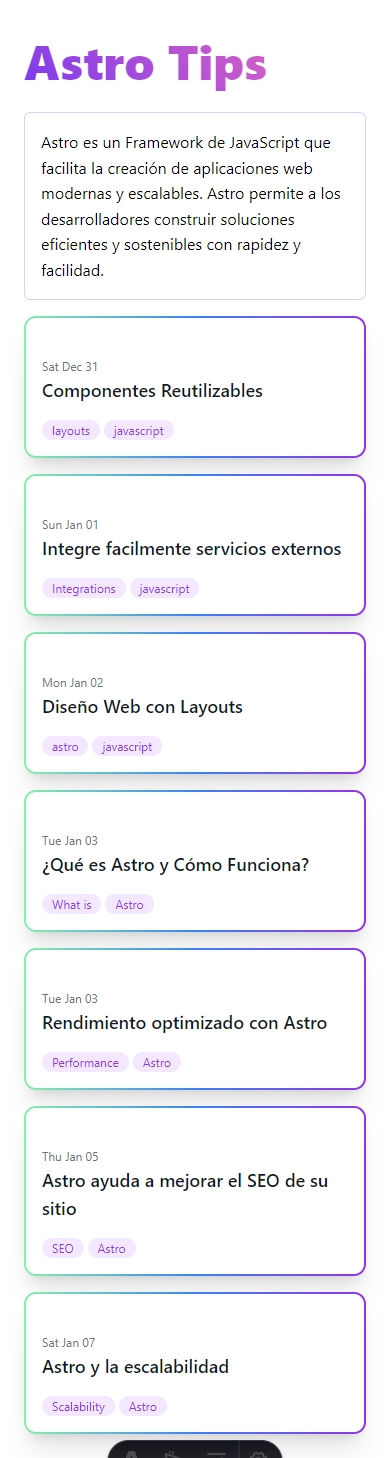 Astro Tips
Astro es un Framework de JavaScript que
facilita la creación de aplicaciones web
modernas y escalables. Astro permite a los
desarrolladores construir soluciones
eficientes y sostenibles con rapidez y
facilidad.
Sat Dec 31
Componentes Reutilizables
layouts javascript
Sun Jan 01
Integre facilmente servicios externos
Integrations javascript
Mon Jan 02
Diseño Web con Layouts
astro javascript
Tue Jan 03
¿Qué es Astro y Cómo Funciona?
What is Astro
Tue Jan 03
Rendimiento optimizado con Astro
Performance Astro
Thu Jan 05
Astro ayuda a mejorar el SEO de su
sitio
SEO Astro
Sat Jan 07
Astro y la escalabilidad
Scalability Astro